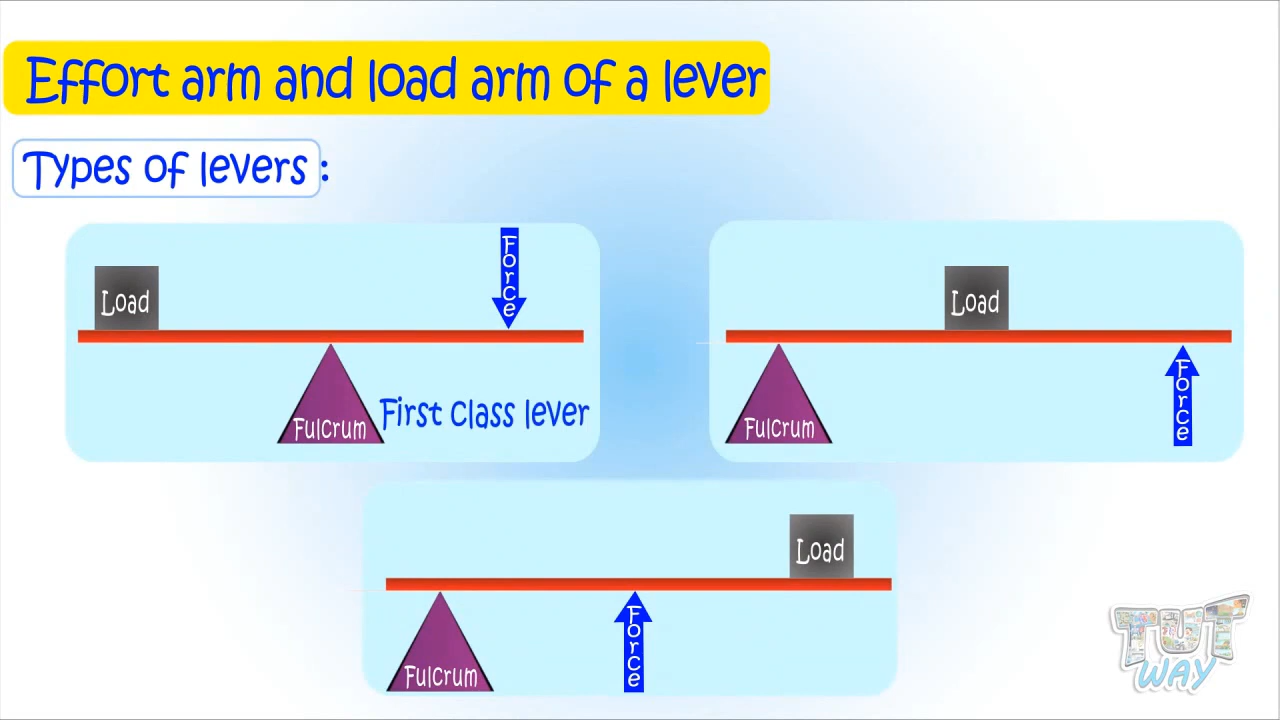 Effort arm and load arm of a lever
Types of levers :
Load
Force
Fulcrum
First class lever
Load
Fulcrum
Force
Load
Fulcrum
Force
TUT
WAY